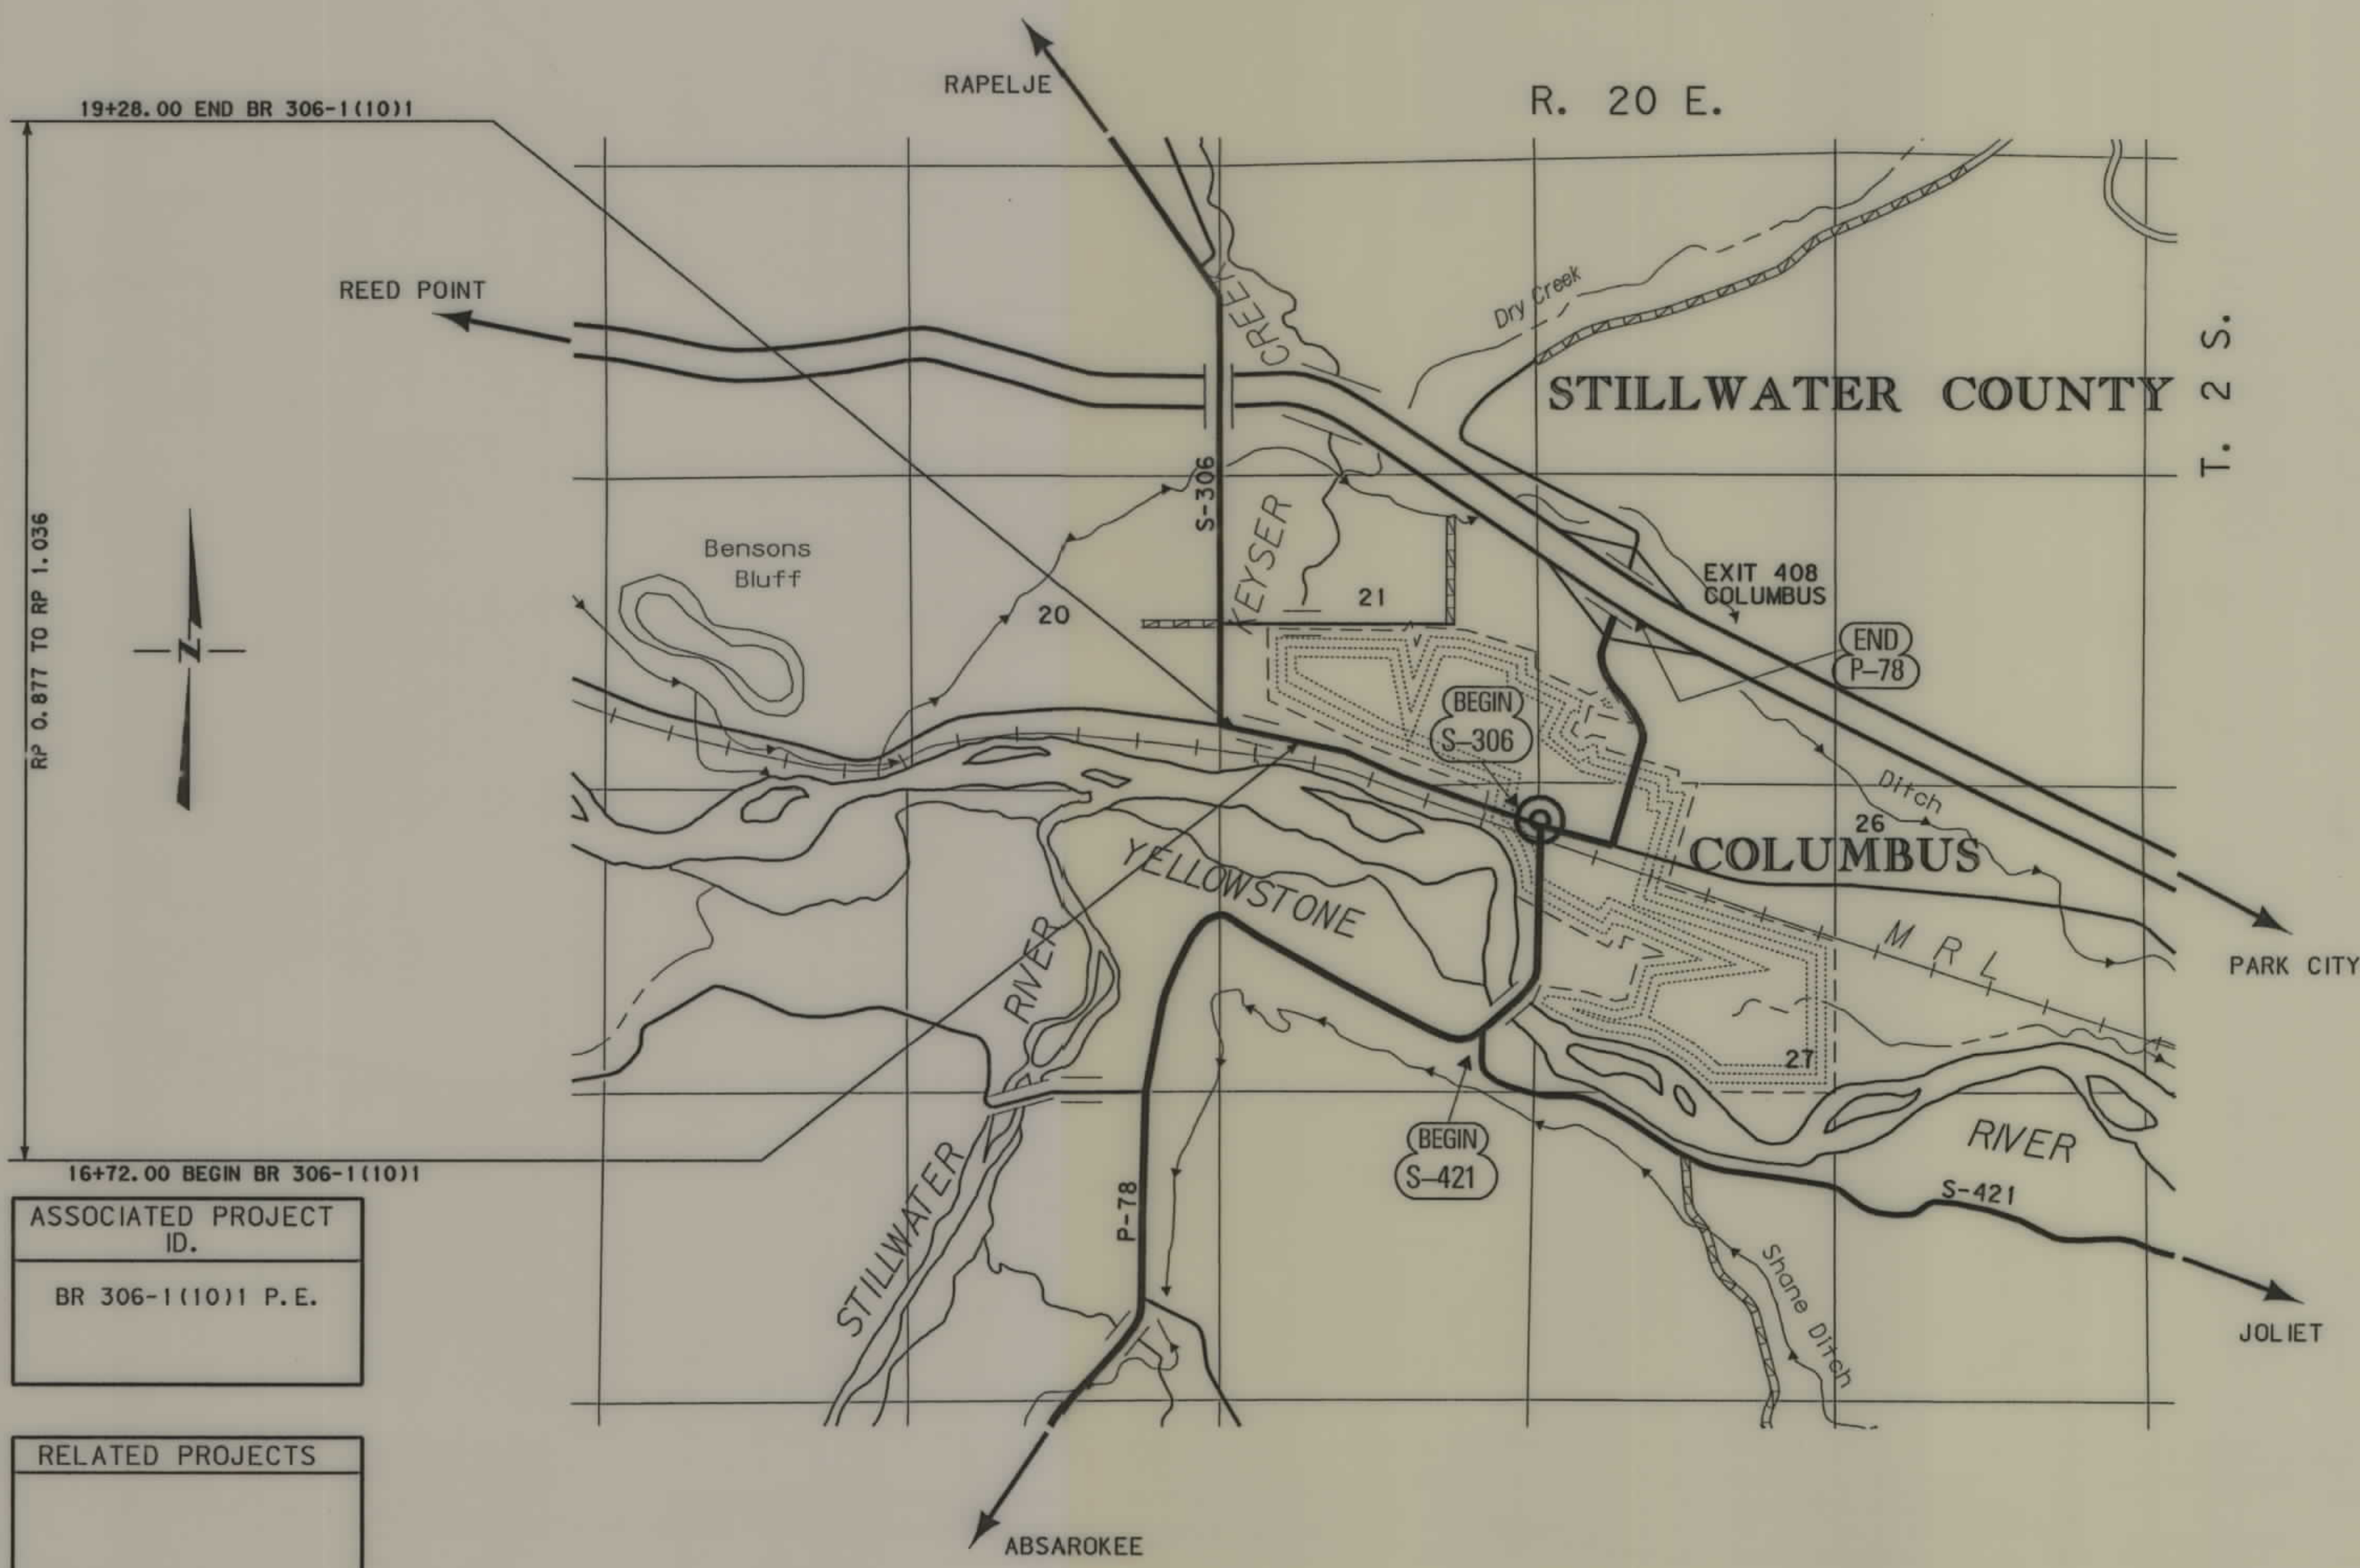 RAPELJE
R. 20 E.
19+28.00 END BR 306-1(10)1
REED POINT
CREEK
Dry Creek
STILLWATER COUNTY
T. 2 S.
S-306
KEYSER
RP 0.877 TO RP 1.036
Bensons
Bluff
20
21
EXIT 408
COLUMBUS
END
P-78
BEGIN
S-306
N
Ditch
26
COLUMBUS
YELLOWSTONE
RIVER
M R L
PARK CITY
27
RIVER
BEGIN
S-421
16+72.00 BEGIN BR 306-1(10)1
STILLWATER
P-78
S-421
ASSOCIATED PROJECT
ID.
BR 306-1(10)1 P.E.
Shane Ditch
JOLIET
RELATED PROJECTS
ABSAROKEE